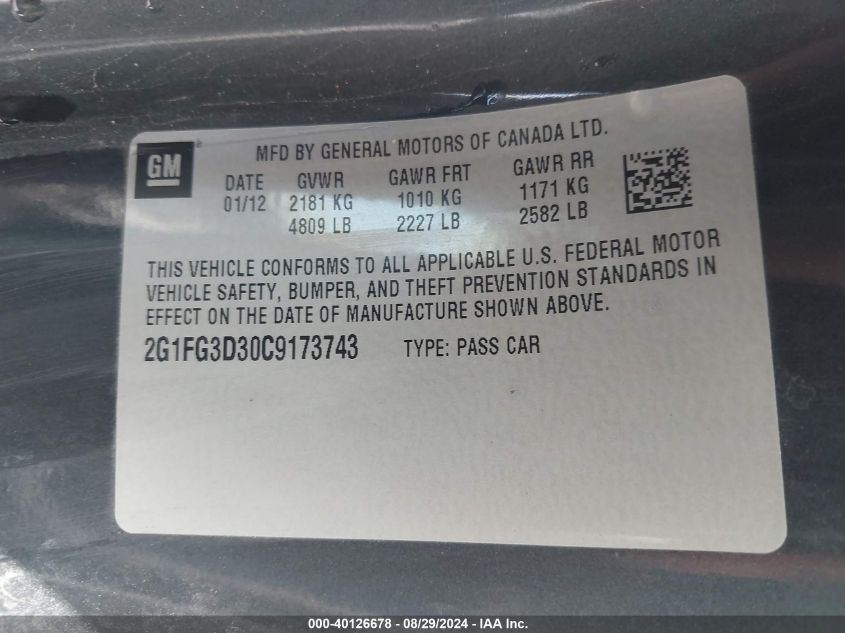 GM
MFD BY GENERAL MOTORS OF CANADA LTD.
DATE GVWR GAWR FRT GAWR RR
01/12 2181 KG 1010 KG 1171 KG
4809 LB 2227 LB 2582 LB
THIS VEHICLE CONFORMS TO ALL APPLICABLE U.S. FEDERAL MOTOR
VEHICLE SAFETY, BUMPER, AND THEFT PREVENTION STANDARDS IN
EFFECT ON THE DATE OF MANUFACTURE SHOWN ABOVE.
2G1FG3D30C9173743 TYPE: PASS CAR
000-40126678 - 08/29/2024 - IAA Inc.